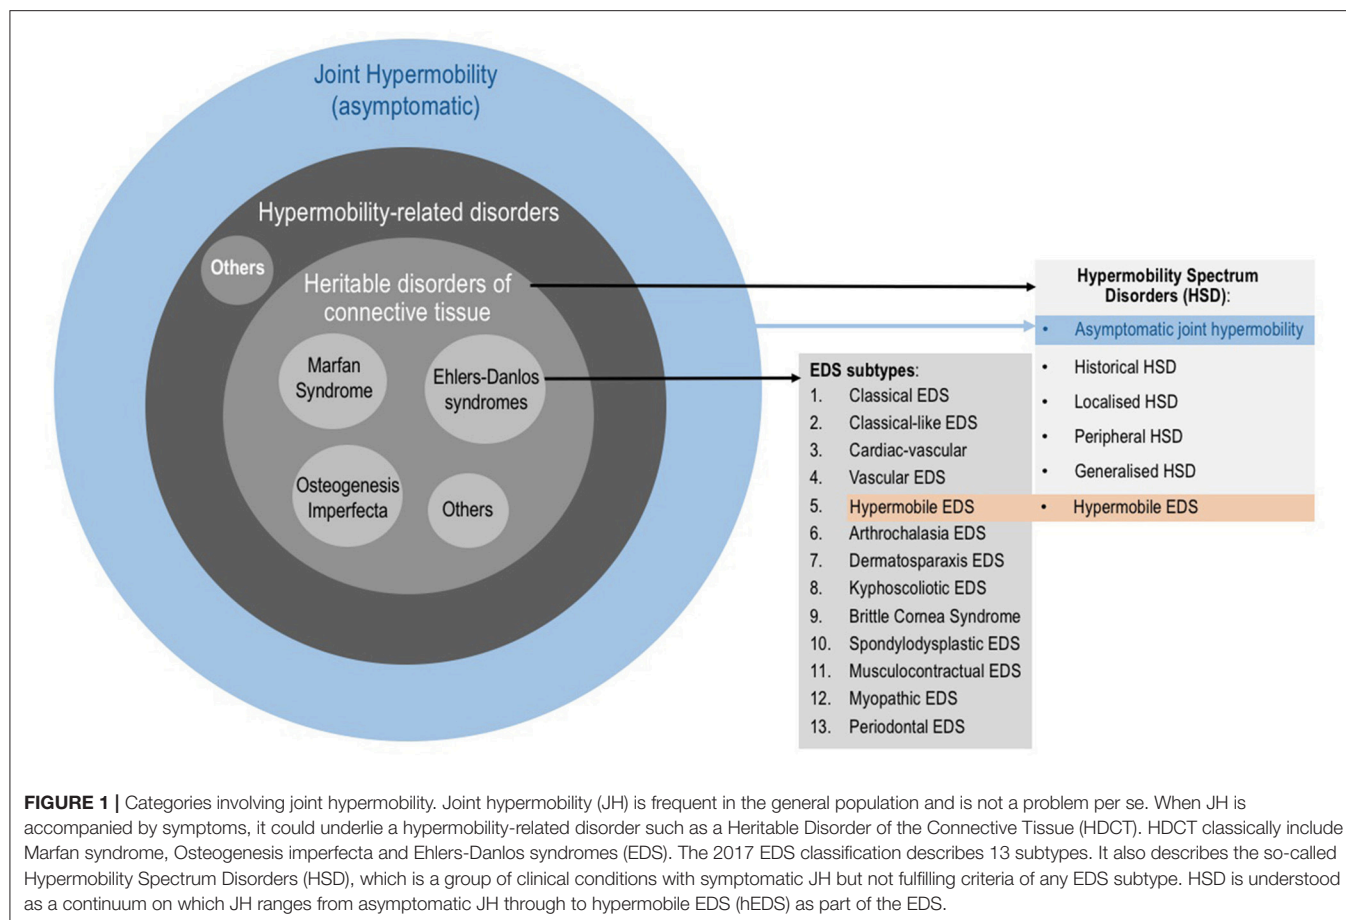 Joint Hypermobility
(asymptomatic)
Hypermobility-related disorders
Others
Heritable disorders of
connective tissue
Marfan
Syndrome
Ehlers-Danlos
syndromes
Osteogenesis
Imperfecta
Others
Hypermobility Spectrum
Disorders (HSD):
• Asymptomatic joint hypermobility
• Historical HSD
• Localised HSD
• Peripheral HSD
• Generalised HSD
• Hypermobile EDS
EDS subtypes:
1. Classical EDS
2. Classical-like EDS
3. Cardiac-vascular
4. Vascular EDS
5. Hypermobile EDS
6. Arthrochalasia EDS
7. Dermatosparaxis EDS
8. Kyphoscoliotic EDS
9. Brittle Cornea Syndrome
10. Spondylodysplastic EDS
11. Musculocontractual EDS
12. Myopathic EDS
13. Periodontal EDS
FIGURE 1 | Categories involving joint hypermobility. Joint hypermobility (JH) is frequent in the general population and is not a problem per se. When JH is
accompanied by symptoms, it could underlie a hypermobility-related disorder such as a Heritable Disorder of the Connective Tissue (HDCT). HDCT classically include
Marfan syndrome, Osteogenesis imperfecta and Ehlers-Danlos syndromes (EDS). The 2017 EDS classification describes 13 subtypes. It also describes the so-called
Hypermobility Spectrum Disorders (HSD), which is a group of clinical conditions with symptomatic JH but not fulfilling criteria of any EDS subtype. HSD is understood
as a continuum on which JH ranges from asymptomatic JH through to hypermobile EDS (hEDS) as part of the EDS.